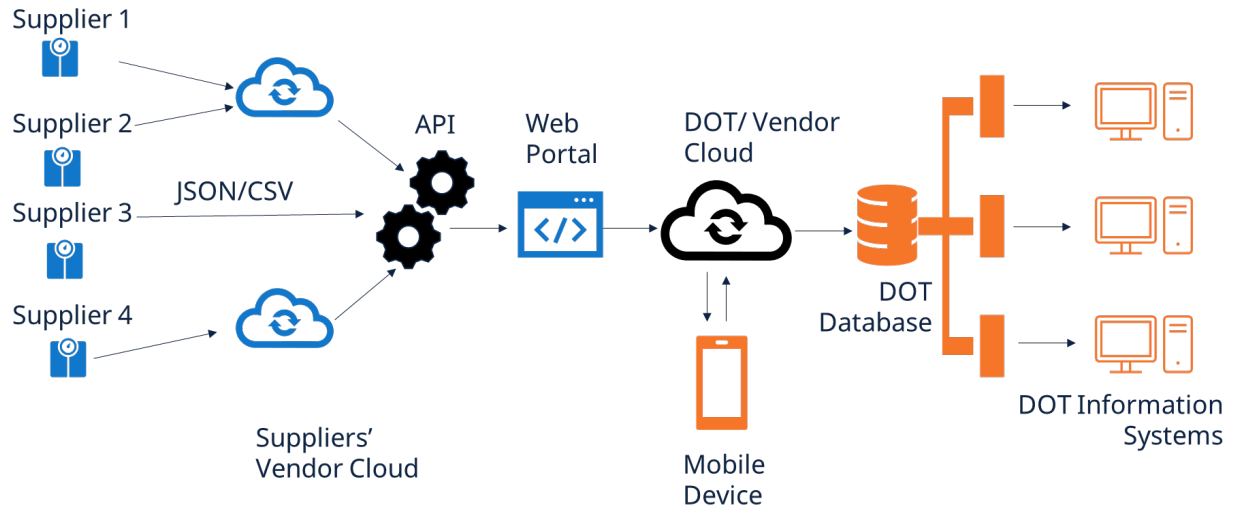 Supplier 1
Supplier 2
JSON/CSV
Supplier 3
Supplier 4
Suppliers’
Vendor Cloud
API
Web
Portal
</>
DOT/ Vendor
Cloud
Mobile
Device
DOT
Database
DOT Information
Systems